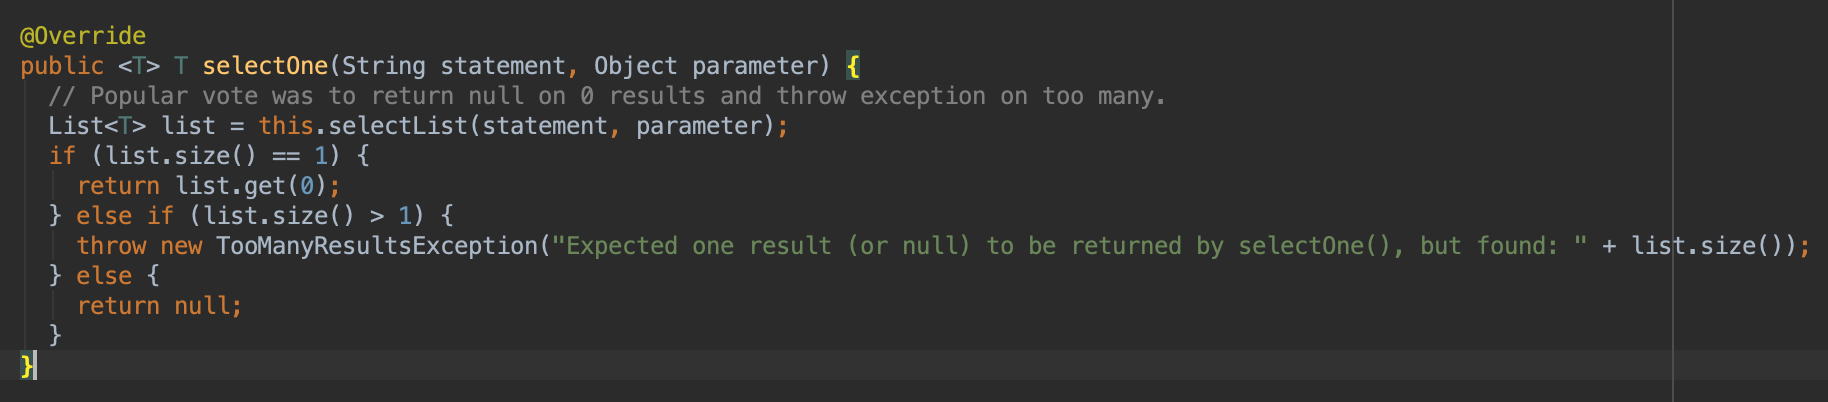 @Override
public <T> T selectOne(String statement, Object parameter) {
// Popular vote was to return null on 0 results and throw exception on too many.
List<T> list = this.selectList(statement, parameter);
if (list.size() == 1) {
return list.get(0);
} else if (list.size() > 1) {
throw new TooManyResultsException("Expected one result (or null) to be returned by selectOne(), but found: " + list.size());
} else {
return null;
}
}